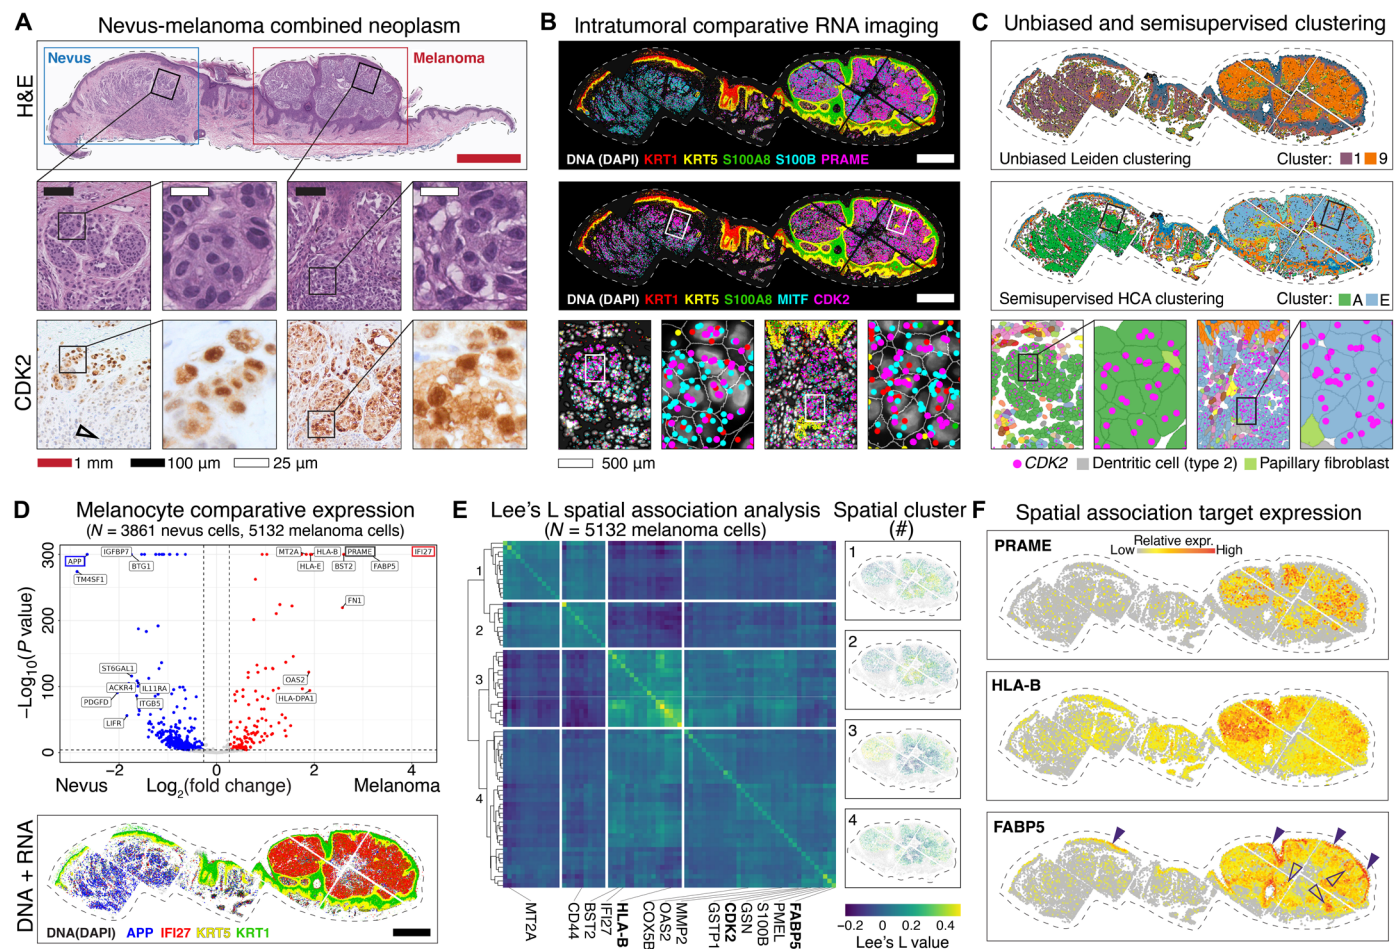 A Nevus-melanoma combined neoplasm
H&E
Nevus
Melanoma
CDK2
1 mm 100 μm 25 μm
B Intratumoral comparative RNA imaging
DNA (DAPI) KRT1 KRT5 S100A8 S100B PRAME
DNA (DAPI) KRT1 KRT5 S100A8 MITF CDK2
500 μm
C Unbiased and semisupervised clustering
Unbiased Leiden clustering Cluster: 1 9
Semisupervised HCA clustering Cluster: A E
CDK2 Dentritic cell (type 2) Papillary fibroblast
D Melanocyte comparative expression
(N = 3861 nevus cells, 5132 melanoma cells)
−Log10(P value)
300
200
100
0
APP
IGFBP7
BTG1
TM4SF1
MT2A
HLA-B
PRAME
IFI27
HLA-E
BST2
FABP5
FN1
ST6GAL1
ACKR4
IL11RA
PDGFD
ITGB5
LIFR
OAS2
HLA-DPA1
−2 0 2 4
Nevus Log2(fold change) Melanoma
DNA + RNA
DNA(DAPI) APP IFI27 KRT5 KRT1
E Lee's L spatial association analysis
(N = 5132 melanoma cells)
1
2
3
4
MT2A
CD44
BST2
IFI27
HLA-B
COX5B
OAS2
MMP2
GSTP1
CDK2
GSN
S100B
PMEL
FABP5
Spatial cluster
(#)
1
2
3
4
−0.2 0 0.2 0.4
Lee's L value
F Spatial association target expression
PRAME
Relative expr.
Low High
HLA-B
FABP5